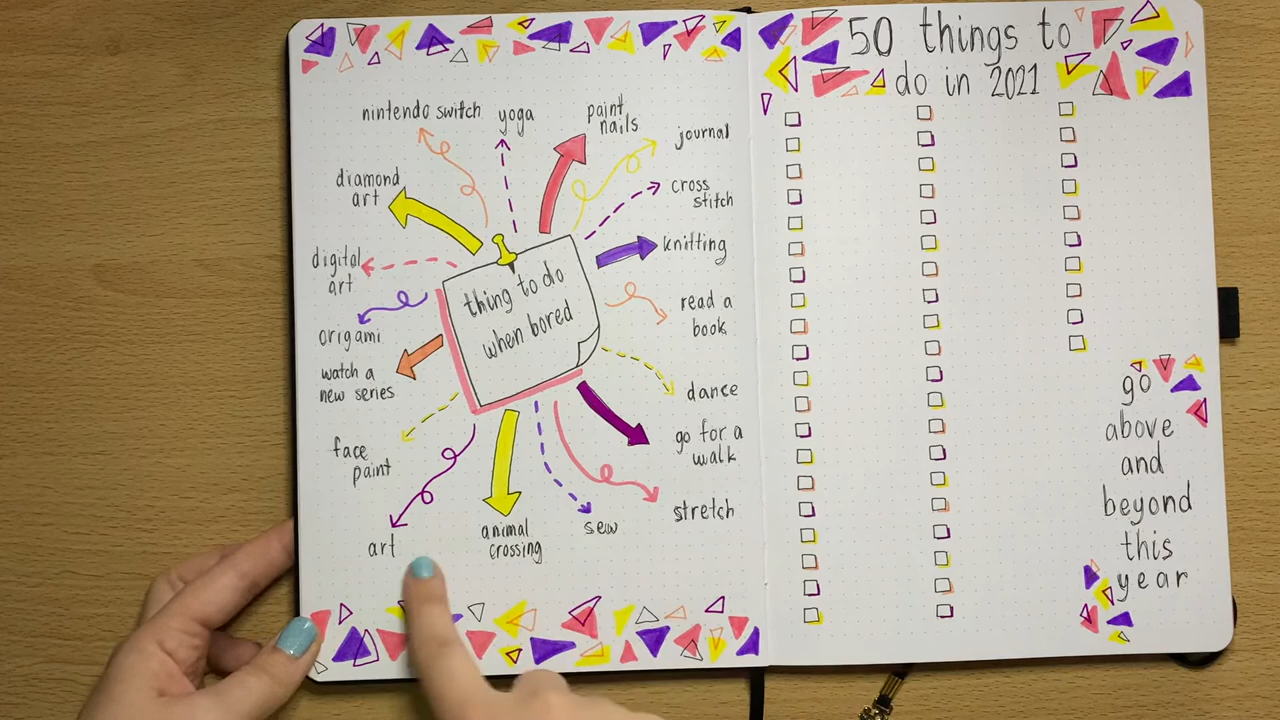 nintendo switch
yoga
paint
nails
journal
diamond
art
cross
stitch
digital
art
knitting
thing to do
when bored
origami
read a
book
watch a
new series
dance
face
paint
go for a
walk
art
animal
crossing
sew
stretch
50 things to
do in 2021
go
above
and
beyond
this
year